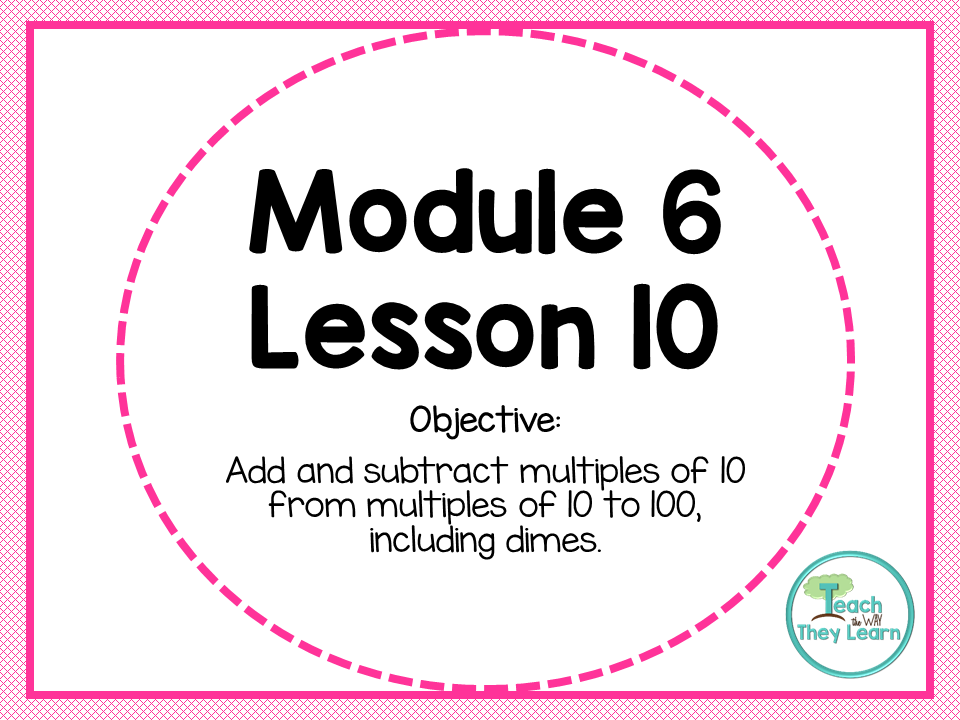 Module 6
Lesson 10
Objective:
Add and subtract multiples of 10
from multiples of 10 to 100,
including dimes.
Teach
the WAY
They Learn